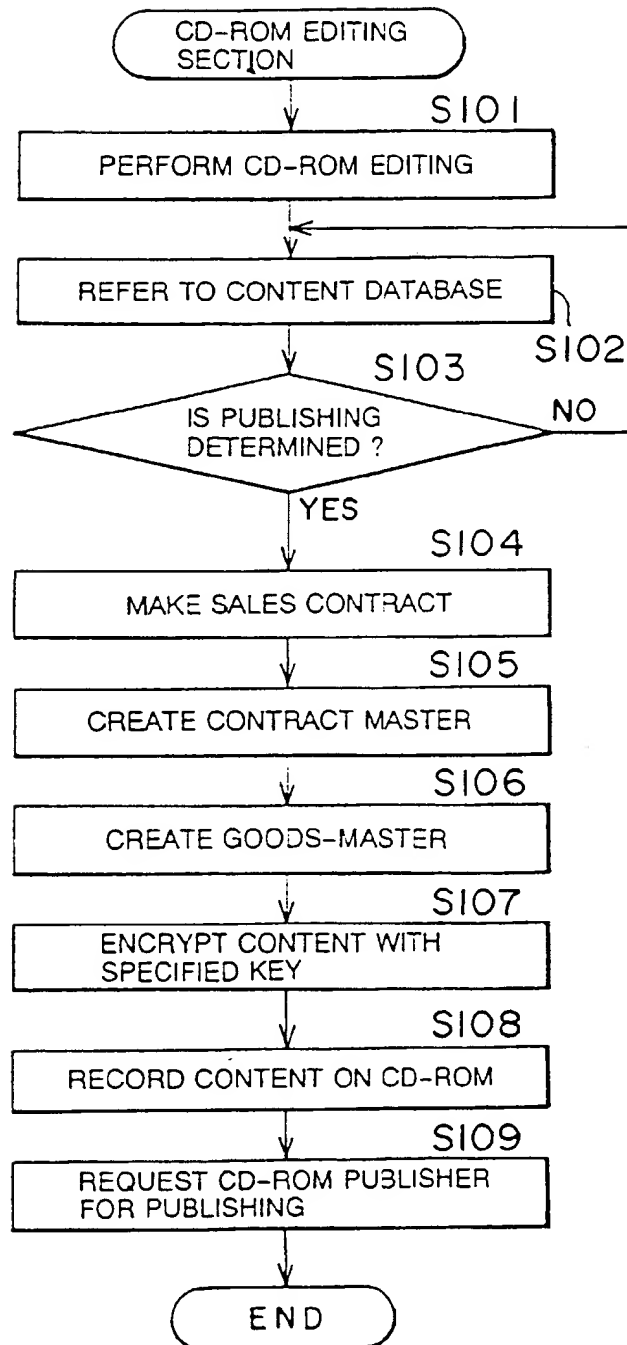 CD-ROM EDITING
SECTION
S101
PERFORM CD-ROM EDITING
REFER TO CONTENT DATABASE
S102
S103
IS PUBLISHING
DETERMINED ?
NO
YES
S104
MAKE SALES CONTRACT
S105
CREATE CONTRACT MASTER
S106
CREATE GOODS-MASTER
S107
ENCRYPT CONTENT WITH
SPECIFIED KEY
S108
RECORD CONTENT ON CD-ROM
S109
REQUEST CD-ROM PUBLISHER
FOR PUBLISHING
END